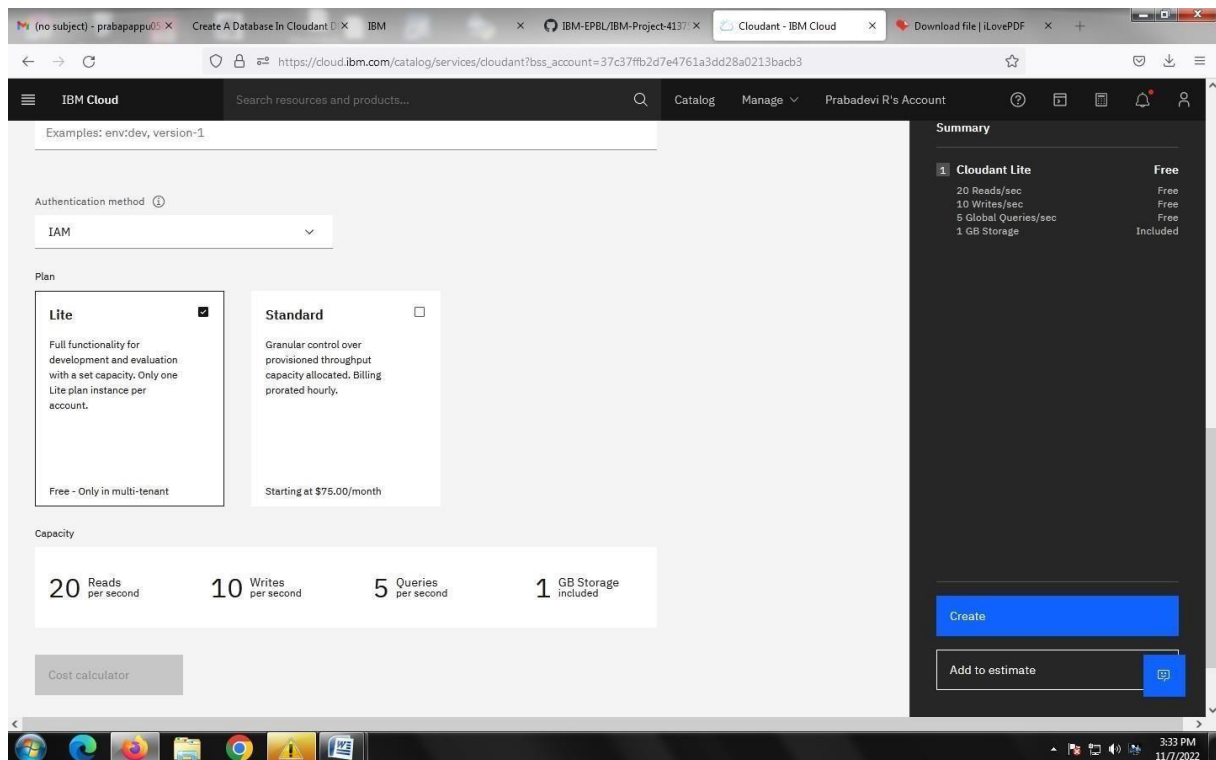 (no subject) - prabapappu05
Create A Database In Cloudant D
IBM
IBM-EPBL/IBM-Project-4137
Cloudant - IBM Cloud
Download file | iLovePDF
https://cloud.ibm.com/catalog/services/cloudant?bss_account=37c37ffb2d7e4761a3dd28a0213bacb3
IBM Cloud
Search resources and products...
Catalog
Manage
Prabadevi R's Account
Examples: env:dev, version-1
Authentication method
IAM
Plan
Lite
Full functionality for
development and evaluation
with a set capacity. Only one
Lite plan instance per
account.
Free - Only in multi-tenant
Standard
Granular control over
provisioned throughput
capacity allocated. Billing
prorated hourly.
Starting at $75.00/month
Capacity
20 Reads
per second
10 Writes
per second
5 Queries
per second
1 GB Storage
included
Cost calculator
Summary
1 Cloudant Lite Free
20 Reads/sec Free
10 Writes/sec Free
5 Global Queries/sec Free
1 GB Storage Included
Create
Add to estimate
3:33 PM
11/7/2022